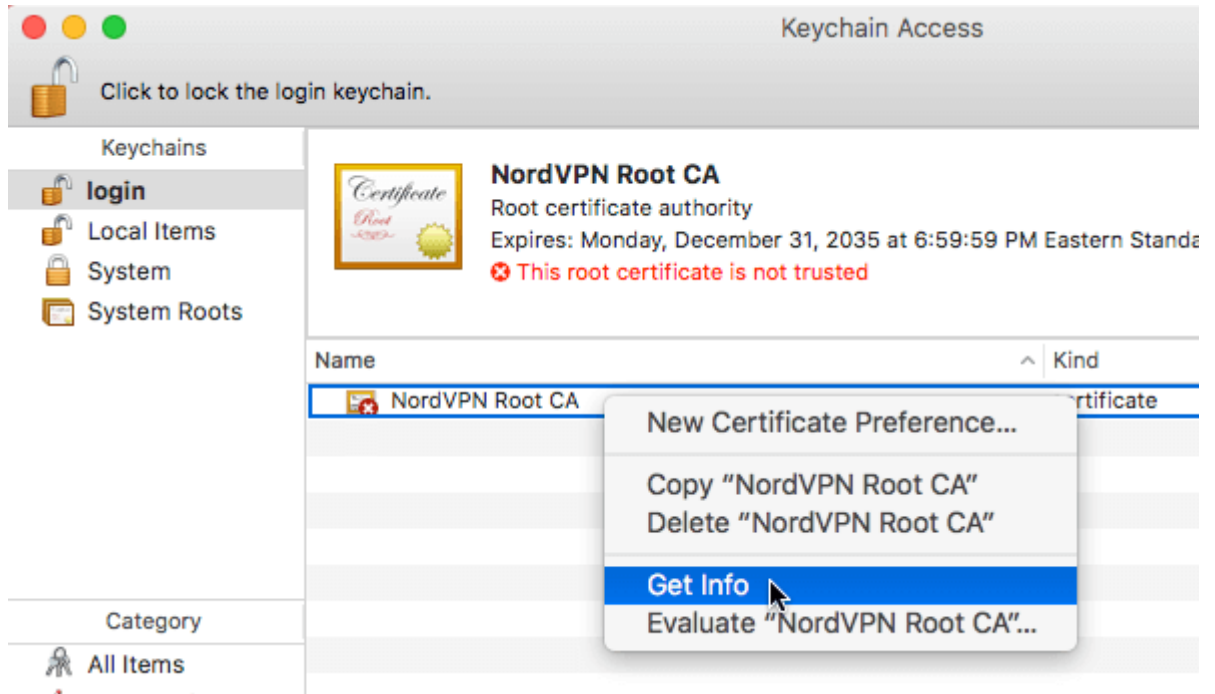 Keychain Access
Click to lock the login keychain.
Keychains
login
Local Items
System
System Roots
Certificate
Root
NordVPN Root CA
Root certificate authority
Expires: Monday, December 31, 2035 at 6:59:59 PM Eastern Standa
This root certificate is not trusted
Name
Kind
NordVPN Root CA
rtificate
New Certificate Preference...
Copy “NordVPN Root CA”
Delete “NordVPN Root CA”
Get Info
Evaluate “NordVPN Root CA”...
Category
All Items